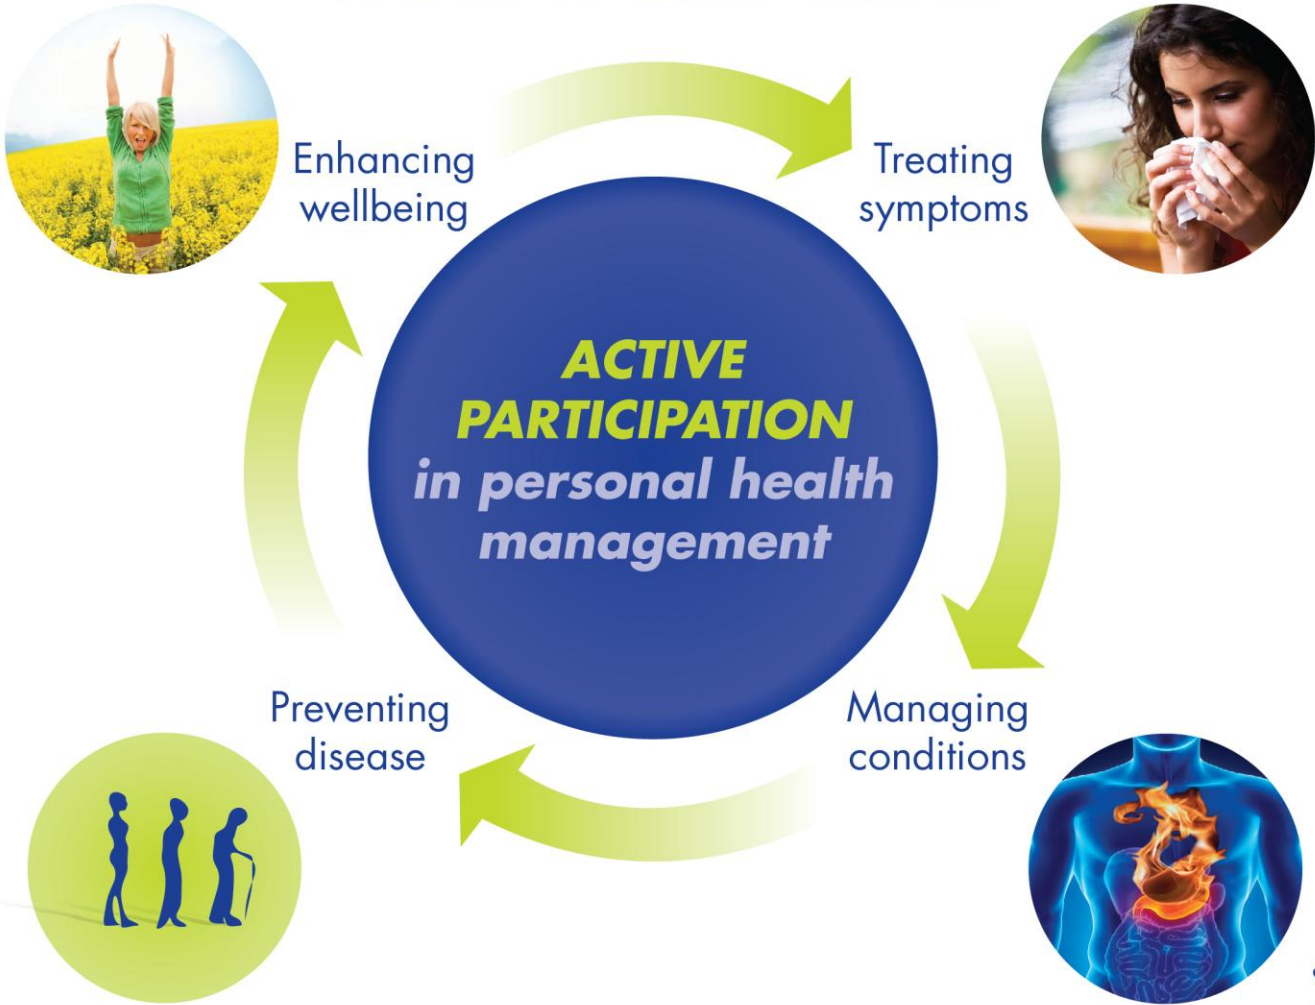 Enhancing
wellbeing
Treating
symptoms
ACTIVE
PARTICIPATION
in personal health
management
Preventing
disease
Managing
conditions